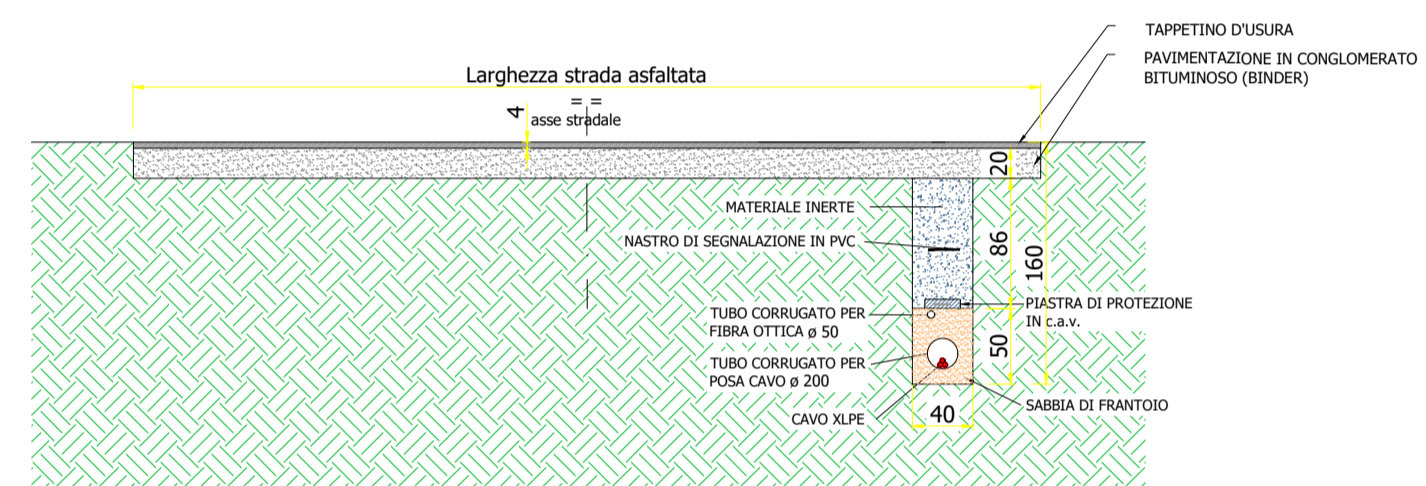 TAPPETINO D'USURA
PAVIMENTAZIONE IN CONGLOMERATO
BITUMINOSO (BINDER)
Larghezza strada asfaltata
= =
4
asse stradale
20
MATERIALE INERTE
NASTRO DI SEGNALAZIONE IN PVC
86
160
PIASTRA DI PROTEZIONE
IN c.a.v.
TUBO CORRUGATO PER
FIBRA OTTICA ø 50
50
TUBO CORRUGATO PER
POSA CAVO ø 200
SABBIA DI FRANTOIO
CAVO XLPE
40